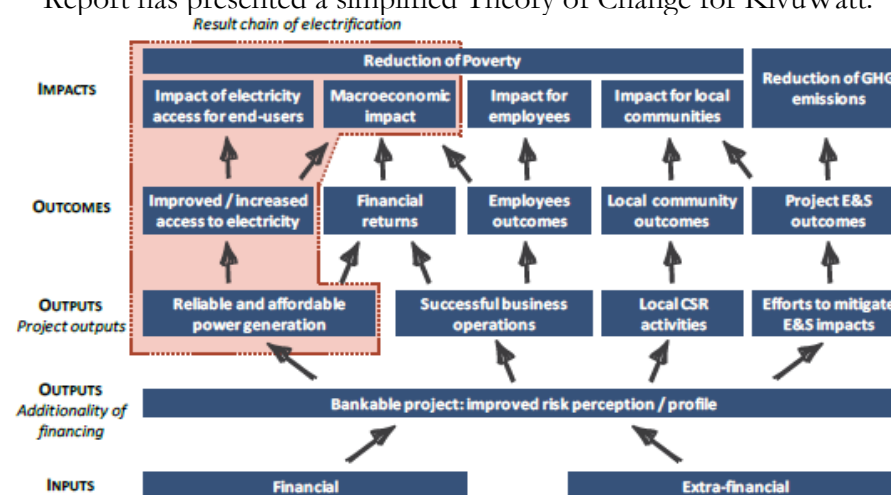 Report has presented a simplified Theory of Change for KivuWatt.
Result chain of electrification
IMPACTS
Reduction of Poverty
Reduction of GHG
emissions
Impact of electricity
access for end-users
Macroeconomic
impact
Impact for
employees
Impact for local
communities
OUTCOMES
Improved / increased
access to electricity
Financial
returns
Employees
outcomes
Local community
outcomes
Project E&S
outcomes
OUTPUTS
Project outputs
Reliable and affordable
power generation
Successful business
operations
Local CSR
activities
Efforts to mitigate
E&S impacts
OUTPUTS
Additionality of
financing
Bankable project: improved risk perception / profile
INPUTS
Financial
Extra-financial